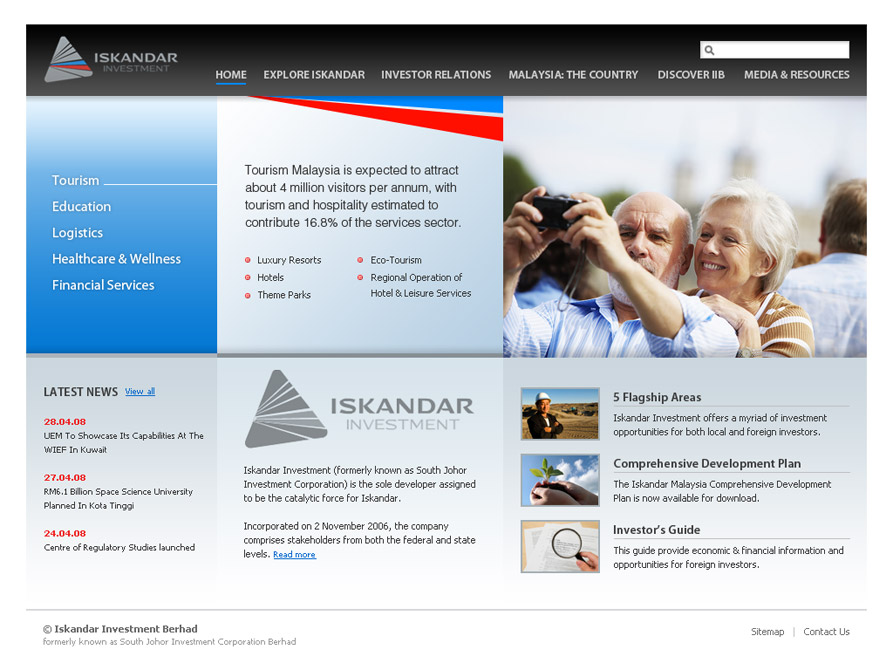 ISKANDAR
INVESTMENT
HOME EXPLORE ISKANDAR INVESTOR RELATIONS MALAYSIA: THE COUNTRY DISCOVER IIB MEDIA & RESOURCES
Tourism
Education
Logistics
Healthcare & Wellness
Financial Services
Tourism Malaysia is expected to attract
about 4 million visitors per annum, with
tourism and hospitality estimated to
contribute 16.8% of the services sector.
Luxury Resorts
Hotels
Theme Parks
Eco-Tourism
Regional Operation of
Hotel & Leisure Services
LATEST NEWS View all
28.04.08
UEM To Showcase Its Capabilities At The
WIEF In Kuwait
27.04.08
RM6.1 Billion Space Science University
Planned In Kota Tinggi
24.04.08
Centre of Regulatory Studies launched
ISKANDAR
INVESTMENT
Iskandar Investment (formerly known as South Johor
Investment Corporation) is the sole developer assigned
to be the catalytic force for Iskandar.
Incorporated on 2 November 2006, the company
comprises stakeholders from both the federal and state
levels. Read more
5 Flagship Areas
Iskandar Investment offers a myriad of investment
opportunities for both local and foreign investors.
Comprehensive Development Plan
The Iskandar Malaysia Comprehensive Development
Plan is now available for download.
Investor's Guide
This guide provide economic & financial information and
opportunities for foreign investors.
© Iskandar Investment Berhad
formerly known as South Johor Investment Corporation Berhad
Sitemap | Contact Us